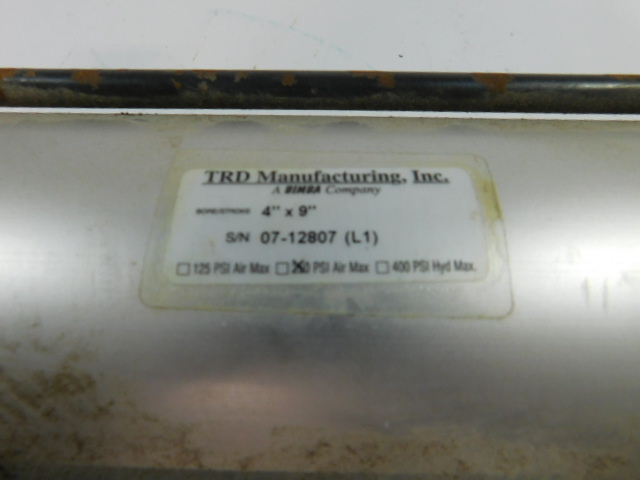 TRD Manufacturing, Inc.
A BIMBA Company
BORE/STROKE 4" x 9"
S/N 07-12807 (L1)
☐ 125 PSI Air Max ☐ 250 PSI Air Max ☐ 400 PSI Hyd Max.